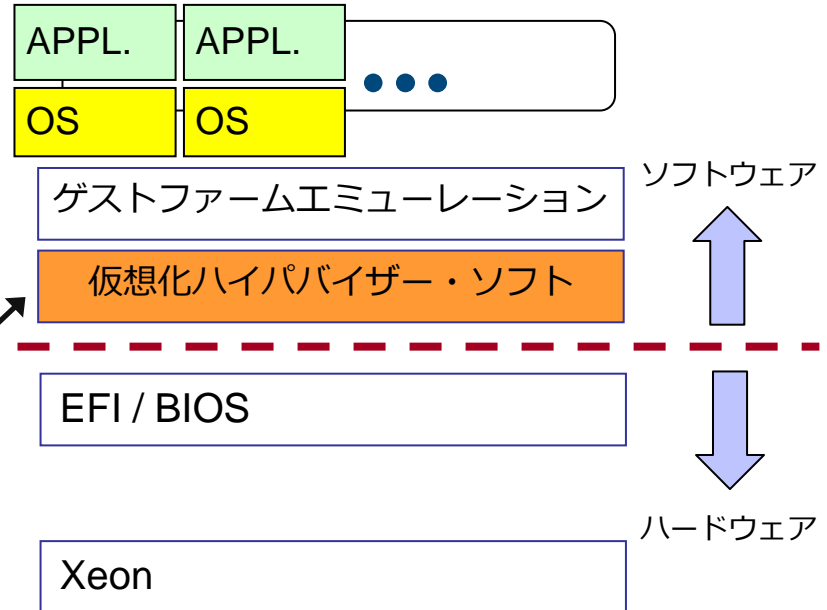 APPL. APPL.
OS OS
ゲストファームエミューレーション
ソフトウェア
仮想化ハイパバイザー・ソフト
EFI / BIOS
ハードウェア
Xeon